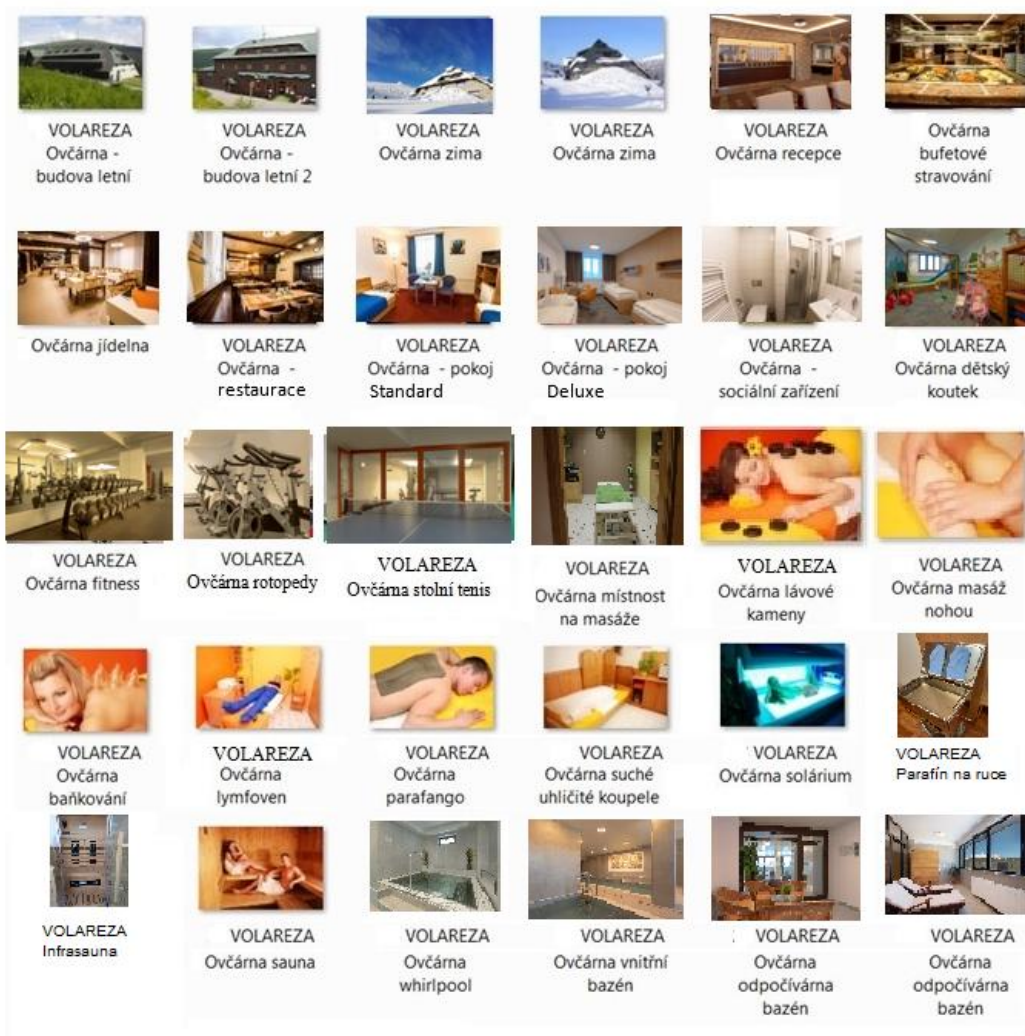 VOLAREZA
Ovčárna -
budova letní
VOLAREZA
Ovčárna -
budova letní 2
VOLAREZA
Ovčárna zima
VOLAREZA
Ovčárna zima
VOLAREZA
Ovčárna recepce
Ovčárna
bufetové
stravování
Ovčárna jídelna
VOLAREZA
Ovčárna -
restaurace
VOLAREZA
Ovčárna - pokoj
Standard
VOLAREZA
Ovčárna - pokoj
Deluxe
VOLAREZA
Ovčárna -
sociální zařízení
VOLAREZA
Ovčárna dětský
koutek
VOLAREZA
Ovčárna fitness
VOLAREZA
Ovčárna rotopedy
VOLAREZA
Ovčárna stolní tenis
VOLAREZA
Ovčárna místnost
na masáže
VOLAREZA
Ovčárna lávové
kameny
VOLAREZA
Ovčárna masáž
nohou
VOLAREZA
Ovčárna
baňkování
VOLAREZA
Ovčárna
lymfoven
VOLAREZA
Ovčárna
parafango
VOLAREZA
Ovčárna suché
uhličité koupele
VOLAREZA
Ovčárna solárium
VOLAREZA
Parafín na ruce
VOLAREZA
Infrasauna
VOLAREZA
Ovčárna sauna
VOLAREZA
Ovčárna
whirlpool
VOLAREZA
Ovčárna vnitřní
bazén
VOLAREZA
Ovčárna
odpočívárna
bazén
VOLAREZA
Ovčárna
odpočívárna
bazén